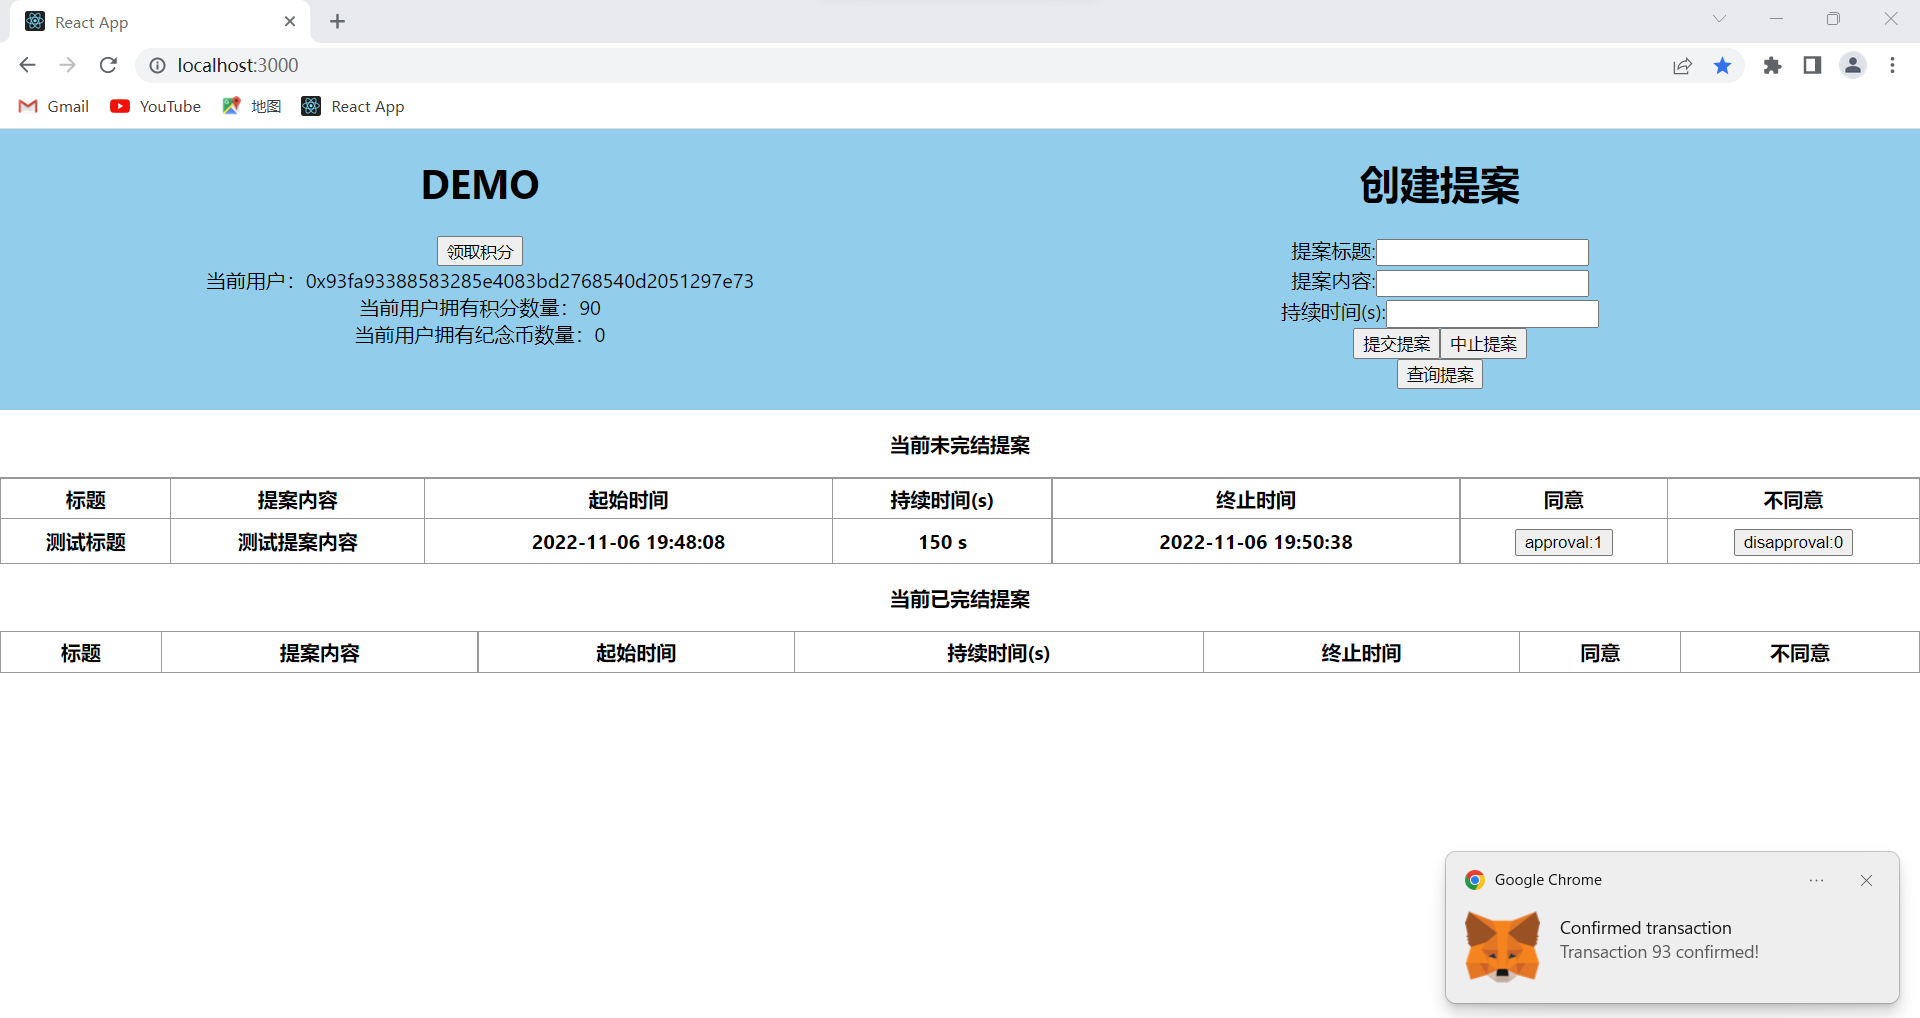 React App
localhost:3000
Gmail YouTube 地图 React App
DEMO
领取积分
当前用户：0x93fa93388583285e4083bd2768540d2051297e73
当前用户拥有积分数量：90
当前用户拥有纪念币数量：0
创建提案
提案标题:
提案内容:
持续时间(s):
提交提案 中止提案
查询提案
当前未完结提案
标题 提案内容 起始时间 持续时间(s) 终止时间 同意 不同意
测试标题 测试提案内容 2022-11-06 19:48:08 150 s 2022-11-06 19:50:38 approval:1 disapproval:0
当前已完结提案
标题 提案内容 起始时间 持续时间(s) 终止时间 同意 不同意
Google Chrome
Confirmed transaction
Transaction 93 confirmed!